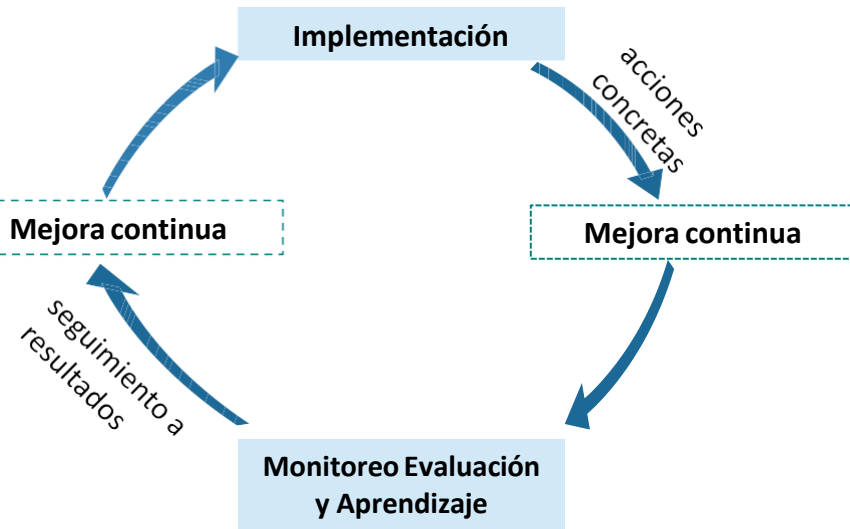 Implementación
acciones
concretas
Mejora continua
Mejora continua
seguimiento a
resultados
Monitoreo Evaluación
y Aprendizaje